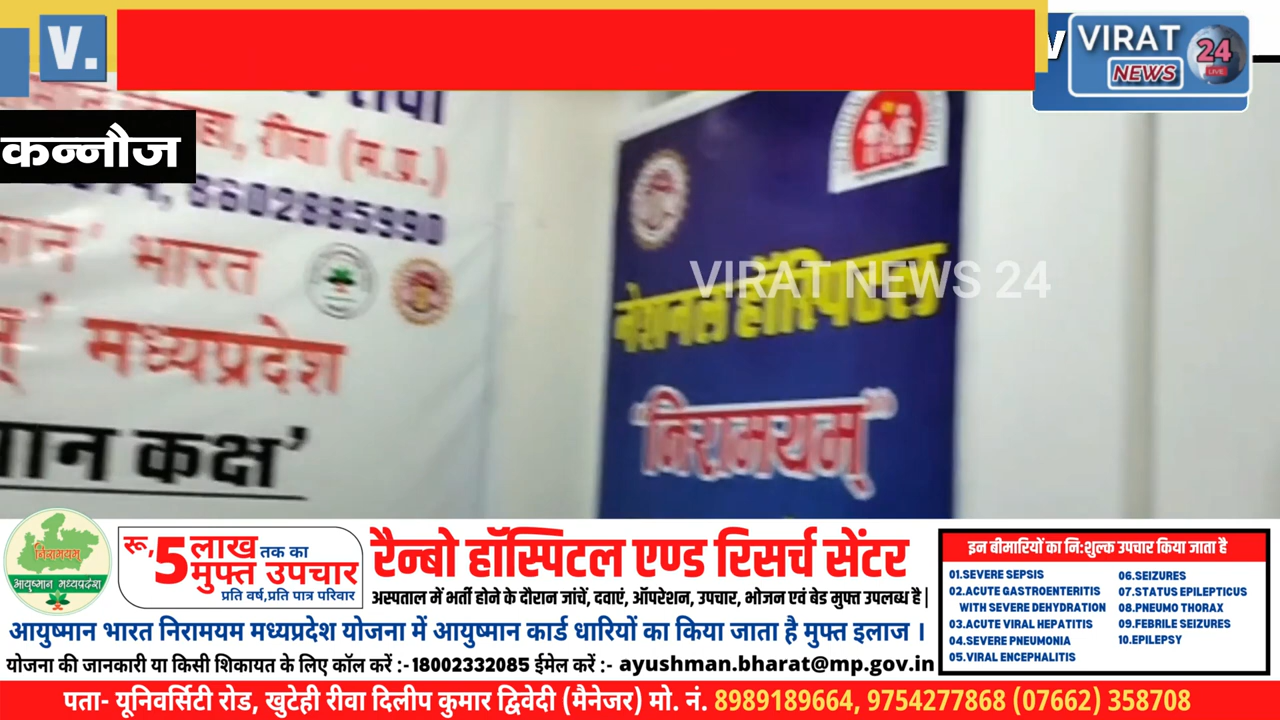 V.
VIRAT
24
LIVE
NEWS
कन्नौज
रीवा (म.प्र.)
8602885990
भारत
मध्यप्रदेश
कक्ष'
नेशनल हॉस्पिटल
"निरामयम्"
VIRAT NEWS 24
निरामयम्
आयुष्मान मध्यप्रदेश
रू. 5 लाख तक का
मुफ्त उपचार
प्रति वर्ष,प्रति पात्र परिवार
रैन्बो हॉस्पिटल एण्ड रिसर्च सेंटर
अस्पताल में भर्ती होने के दौरान जांचें, दवाएं, ऑपरेशन, उपचार, भोजन एवं बेड मुफ्त उपलब्ध है|
आयुष्मान भारत निरामयम मध्यप्रदेश योजना में आयुष्मान कार्ड धारियों का किया जाता है मुफ्त इलाज ।
योजना की जानकारी या किसी शिकायत के लिए कॉल करें :-18002332085 ईमेल करें :- ayushman.bharat@mp.gov.in
इन बीमारियों का नि:शुल्क उपचार किया जाता है
01.SEVERE SEPSIS
02.ACUTE GASTROENTERITIS
WITH SEVERE DEHYDRATION
03.ACUTE VIRAL HEPATITIS
04.SEVERE PNEUMONIA
05.VIRAL ENCEPHALITIS
06.SEIZURES
07.STATUS EPILEPTICUS
08.PNEUMO THORAX
09.FEBRILE SEIZURES
10.EPILEPSY
पता- यूनिवर्सिटी रोड, खुटेही रीवा दिलीप कुमार द्विवेदी (मैनेजर) मो. नं. 8989189664, 9754277868 (07662) 358708